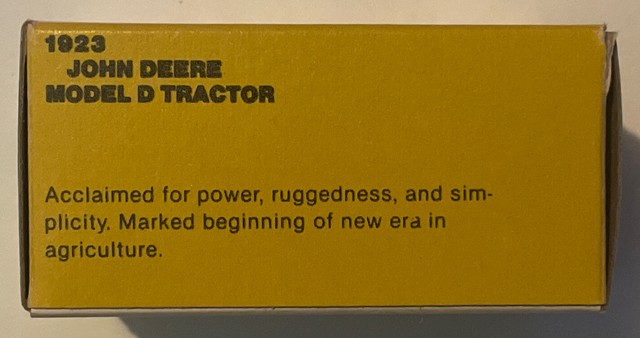 1923
JOHN DEERE
MODEL D TRACTOR
Acclaimed for power, ruggedness, and sim-
plicity. Marked beginning of new era in
agriculture.